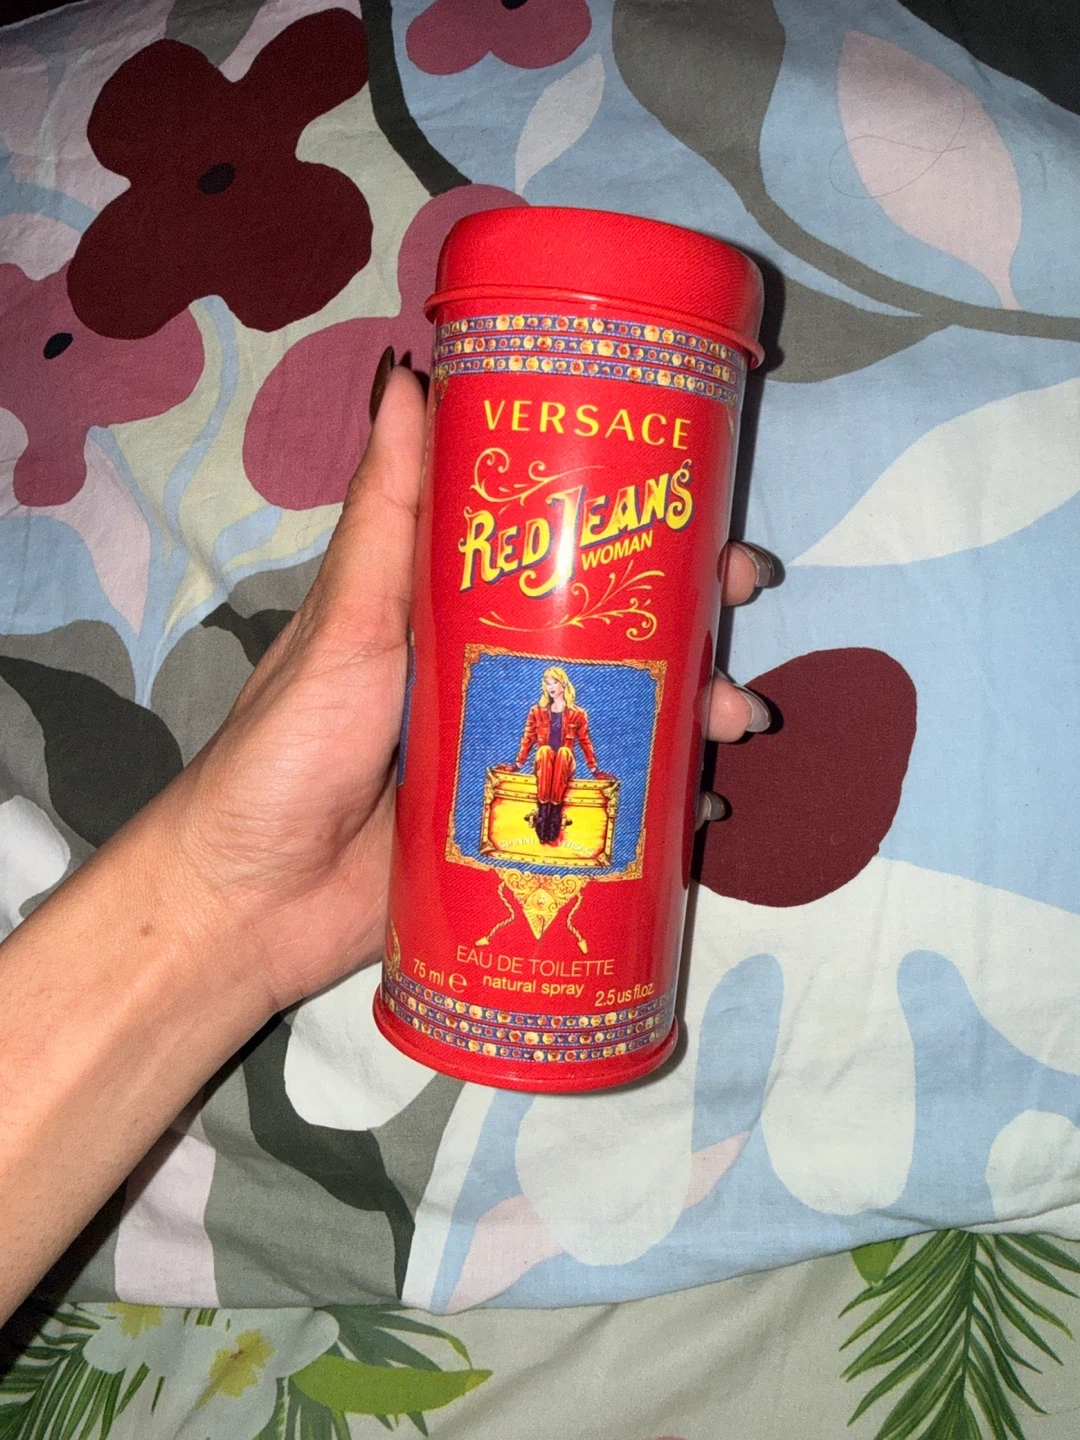 VERSACE
RED JEANS
WOMAN
EAU DE TOILETTE
75 ml e natural spray 2.5 us fl.oz.